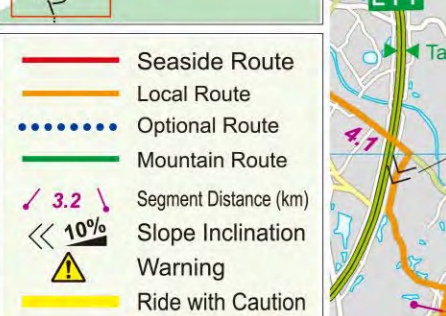 Seaside Route
Local Route
Optional Route
Mountain Route
3.2 Segment Distance (km)
10% Slope Inclination
Warning
Ride with Caution
Ta
4.1